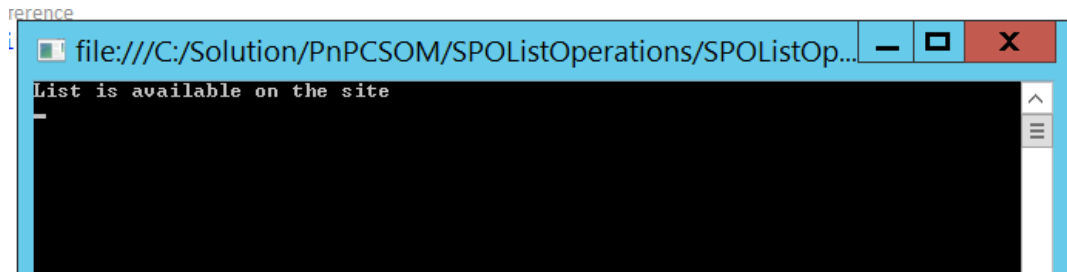 rerence
i
file:///C:/Solution/PnPCSOM/SPOListOperations/SPOListOp...
List is available on the site